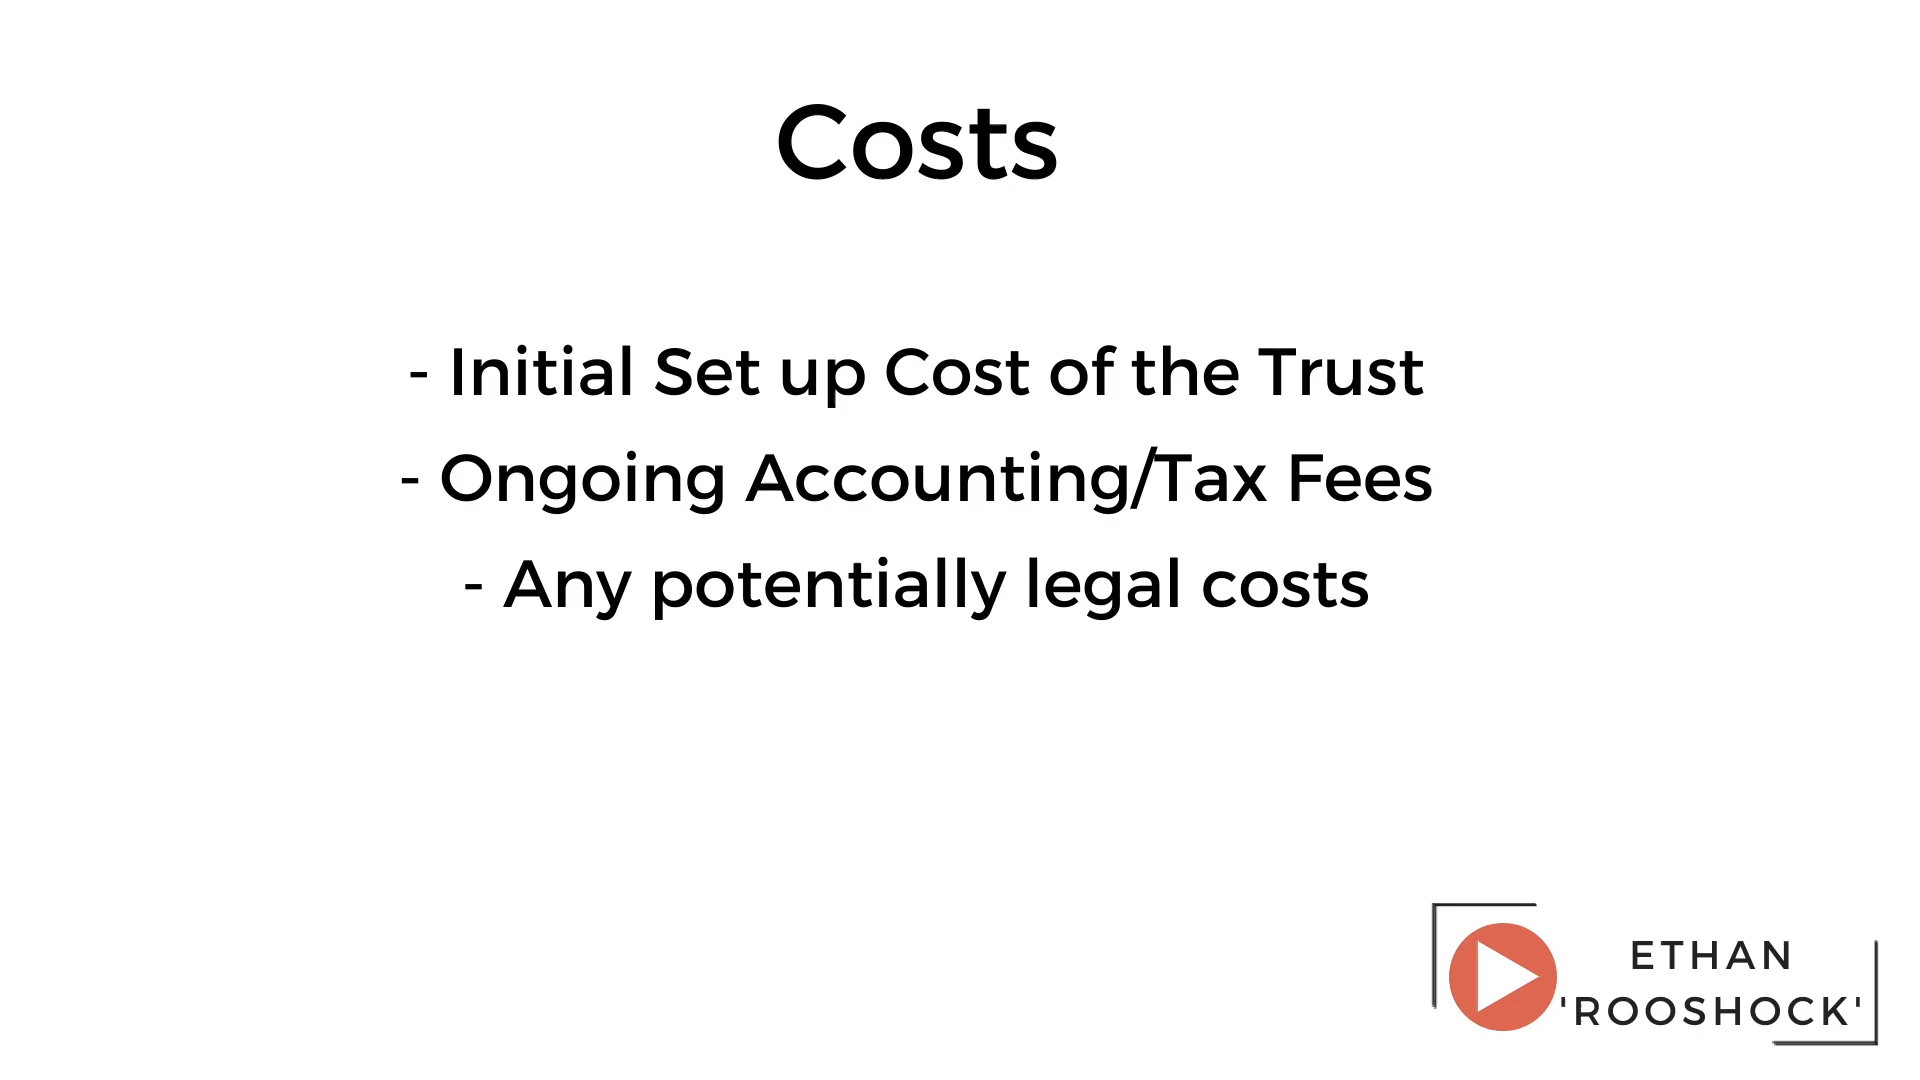 Costs
- Initial Set up Cost of the Trust
- Ongoing Accounting/Tax Fees
- Any potentially legal costs
ETHAN
'ROOSHOCK'